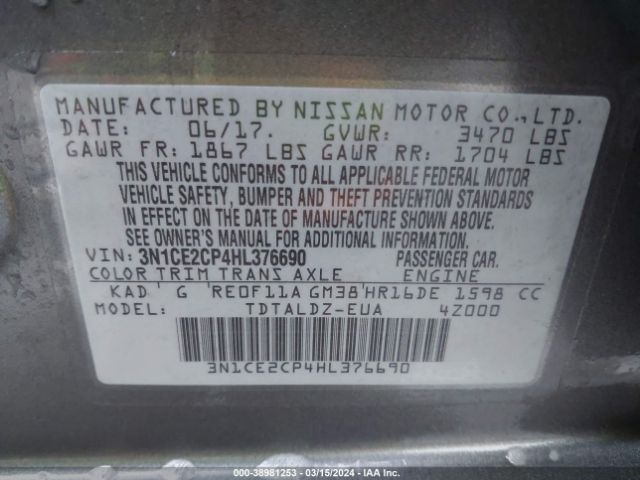 MANUFACTURED BY NISSAN MOTOR CO., LTD.
DATE: 06/17. GVWR: 3470 LBS
GAWR FR: 1867 LBS GAWR RR: 1704 LBS
THIS VEHICLE CONFORMS TO ALL APPLICABLE FEDERAL MOTOR
VEHICLE SAFETY, BUMPER AND THEFT PREVENTION STANDARDS
IN EFFECT ON THE DATE OF MANUFACTURE SHOWN ABOVE.
SEE OWNER'S MANUAL FOR ADDITIONAL INFORMATION.
VIN: 3N1CE2CP4HL376690 PASSENGER CAR.
COLOR TRIM TRANS AXLE ENGINE
KAD ' G 'RE0F11A GM38'HR16DE 1598 CC
MODEL: TDTALDZ-EUA 4Z000
3N1CE2CP4HL376690
000-38981253 — 03/15/2024 — IAA Inc.